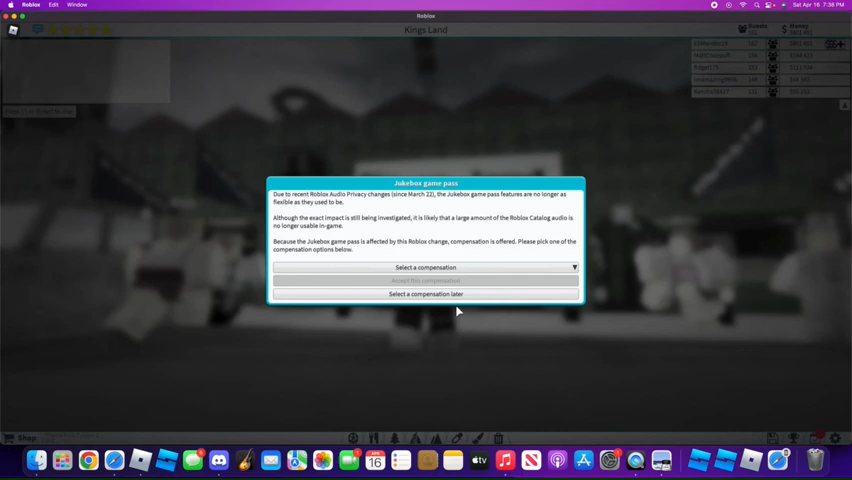 Roblox Edit Window Sat Apr 16 7:38 PM
Roblox
Kings Land
Guests Money
Jukebox game pass
Due to recent Roblox Audio Privacy changes (since March 22), the Jukebox game pass features are no longer as
flexible as they used to be.
Although the exact impact is still being investigated, it is likely that a large amount of the Roblox Catalog audio is
no longer usable in-game.
Because the Jukebox game pass is affected by this Roblox change, compensation is offered. Please pick one of the
compensation options below.
Select a compensation
Accept this compensation
Select a compensation later
Shop
APR
16
tv